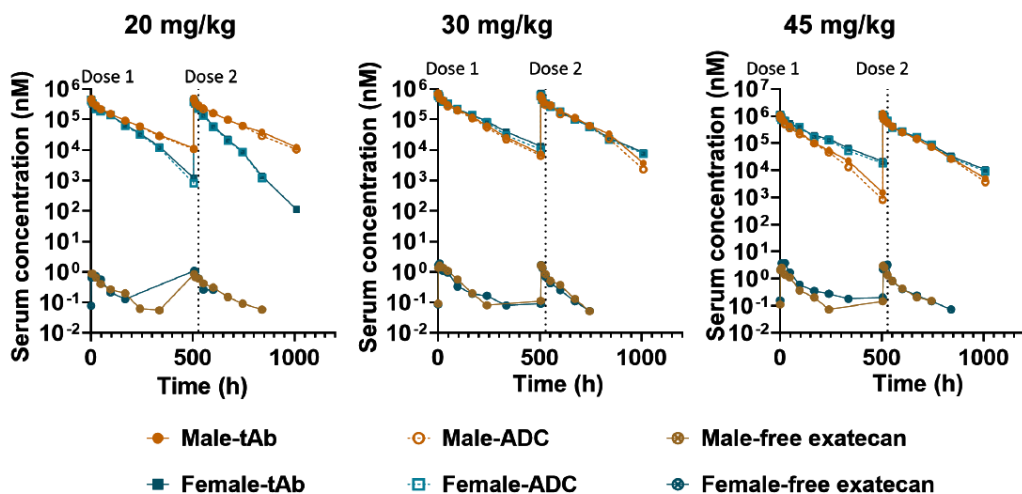 20 mg/kg
30 mg/kg
45 mg/kg
Serum concentration (nM)
Dose 1
Dose 2
10^6
10^5
10^4
10^3
10^2
10^1
10^0
10^-1
10^-2
0
500
1000
Time (h)
Serum concentration (nM)
Dose 1
Dose 2
10^6
10^5
10^4
10^3
10^2
10^1
10^0
10^-1
10^-2
0
500
1000
Time (h)
Serum concentration (nM)
Dose 1
Dose 2
10^7
10^6
10^5
10^4
10^3
10^2
10^1
10^0
10^-1
10^-2
0
500
1000
Time (h)
Male-tAb
Male-ADC
Male-free exatecan
Female-tAb
Female-ADC
Female-free exatecan